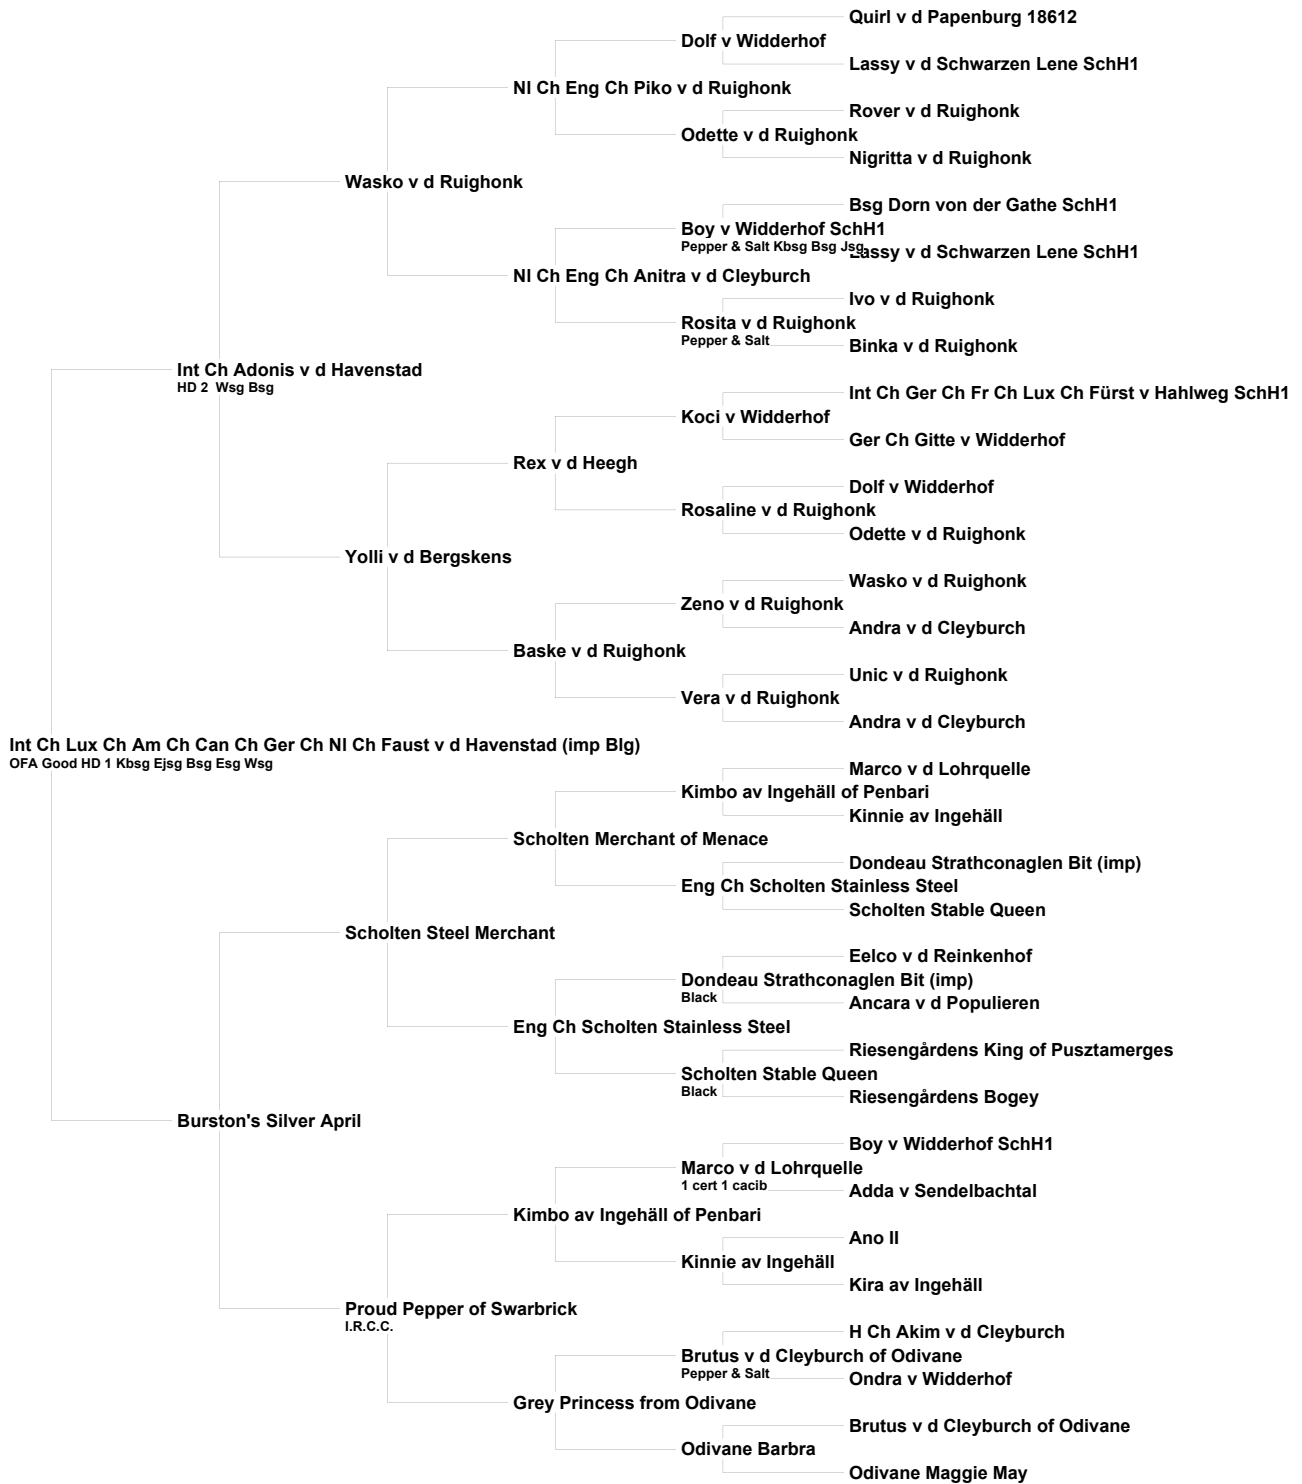 Quirl v d Papenburg 18612
Dolf v Widderhof
Lassy v d Schwarzen Lene SchH1
Nl Ch Eng Ch Piko v d Ruighonk
Rover v d Ruighonk
Odette v d Ruighonk
Nigritta v d Ruighonk
Wasko v d Ruighonk
Bsg Dorn von der Gathe SchH1
Boy v Widderhof SchH1
Pepper & Salt Kbsg Bsg Jsg
Lassy v d Schwarzen Lene SchH1
Nl Ch Eng Ch Anitra v d Cleyburch
Ivo v d Ruighonk
Rosita v d Ruighonk
Pepper & Salt
Binka v d Ruighonk
Int Ch Adonis v d Havenstad
HD 2 Wsg Bsg
Int Ch Ger Ch Fr Ch Lux Ch Fürst v Hahlweg SchH1
Koci v Widderhof
Ger Ch Gitte v Widderhof
Rex v d Heegh
Dolf v Widderhof
Rosaline v d Ruighonk
Odette v d Ruighonk
Yolli v d Bergskens
Wasko v d Ruighonk
Zeno v d Ruighonk
Andra v d Cleyburch
Baske v d Ruighonk
Unic v d Ruighonk
Vera v d Ruighonk
Andra v d Cleyburch
Int Ch Lux Ch Am Ch Can Ch Ger Ch Nl Ch Faust v d Havenstad (imp Blg)
OFA Good HD 1 Kbsg Ejsg Bsg Esg Wsg
Marco v d Lohrquelle
Kimbo av Ingehäll of Penbari
Kinnie av Ingehäll
Scholten Merchant of Menace
Dondeau Strathconaglen Bit (imp)
Eng Ch Scholten Stainless Steel
Scholten Stable Queen
Scholten Steel Merchant
Eelco v d Reinkenhof
Dondeau Strathconaglen Bit (imp)
Black
Ancara v d Populieren
Eng Ch Scholten Stainless Steel
Riesengårdens King of Pusztamerges
Scholten Stable Queen
Black
Riesengårdens Bogey
Burston's Silver April
Boy v Widderhof SchH1
Marco v d Lohrquelle
1 cert 1 cacib
Adda v Sendelbachtal
Kimbo av Ingehäll of Penbari
Ano II
Kinnie av Ingehäll
Kira av Ingehäll
Proud Pepper of Swarbrick
I.R.C.C.
H Ch Akim v d Cleyburch
Brutus v d Cleyburch of Odivane
Pepper & Salt
Ondra v Widderhof
Grey Princess from Odivane
Brutus v d Cleyburch of Odivane
Odivane Barbra
Odivane Maggie May